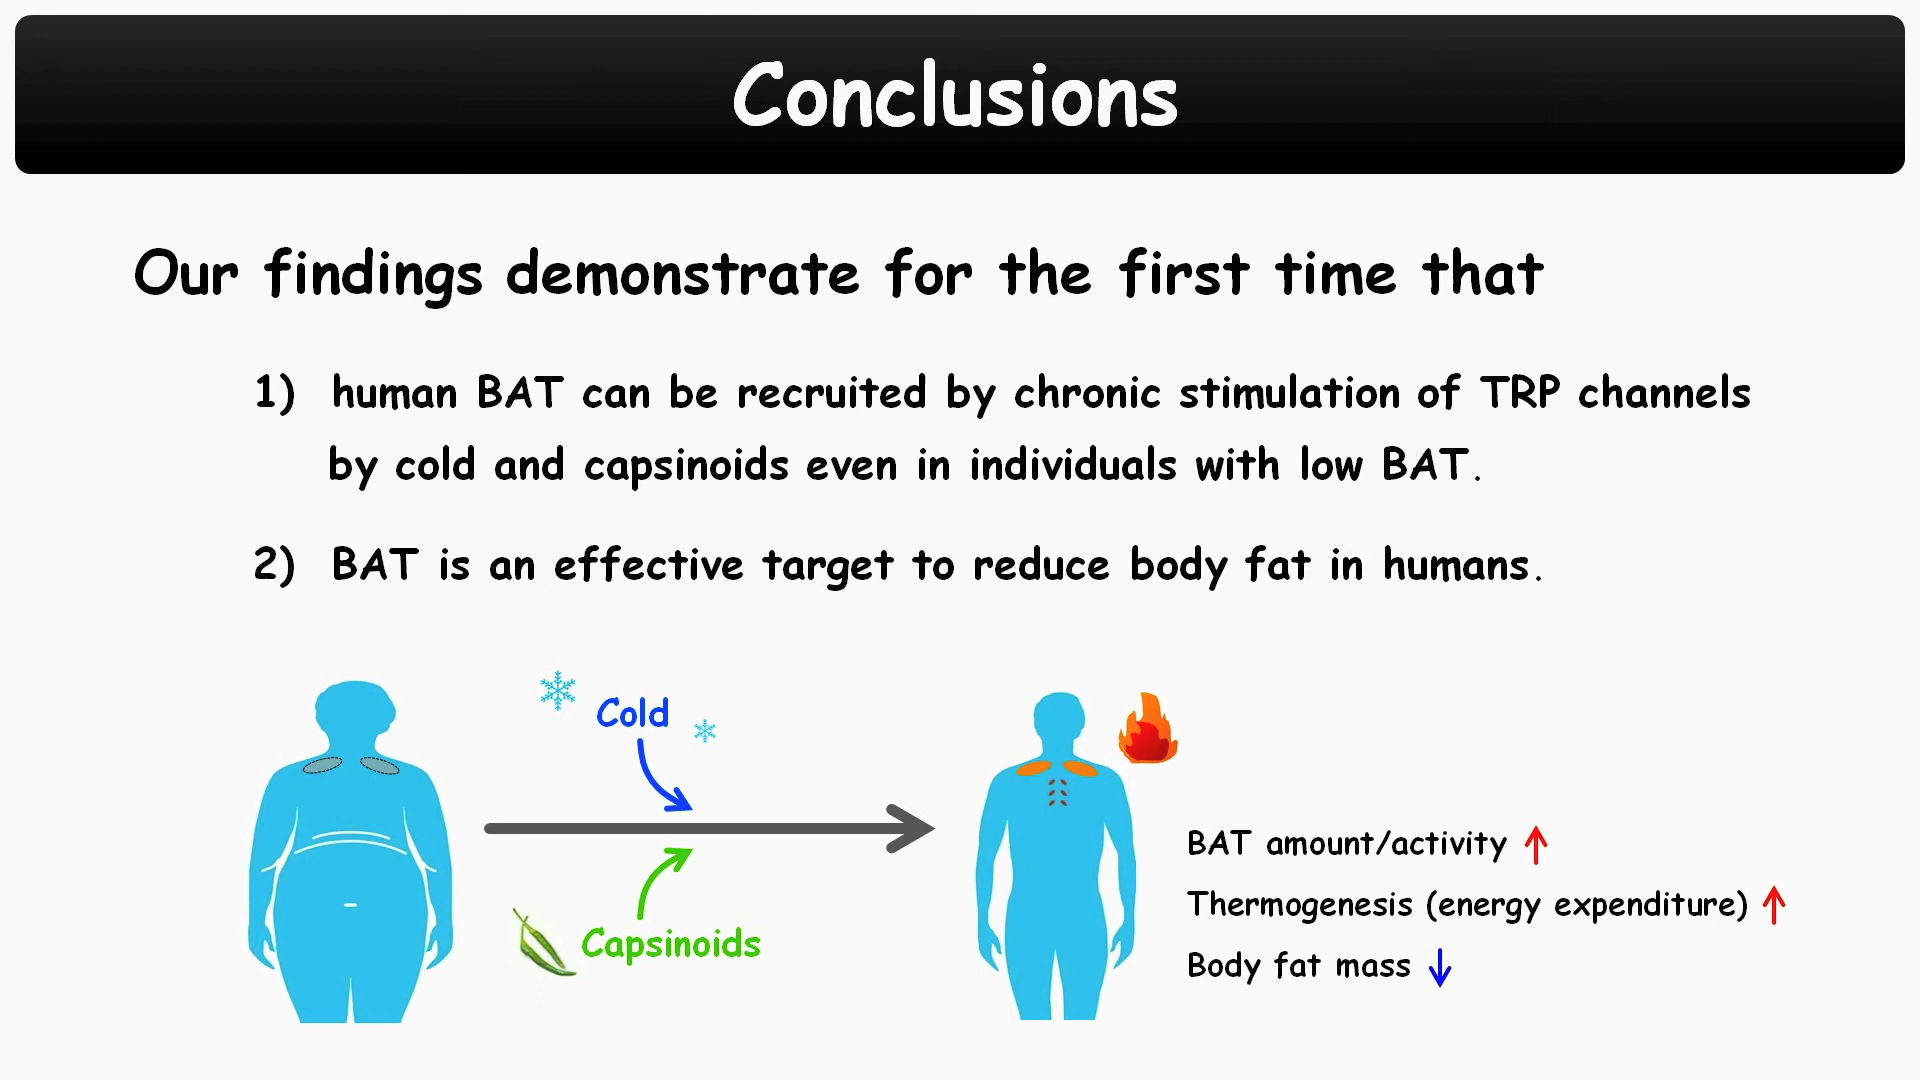 Conclusions
Our findings demonstrate for the first time that
1) human BAT can be recruited by chronic stimulation of TRP channels
by cold and capsinoids even in individuals with low BAT.
2) BAT is an effective target to reduce body fat in humans.
Cold
Capsinoids
BAT amount/activity ↑
Thermogenesis (energy expenditure) ↑
Body fat mass ↓